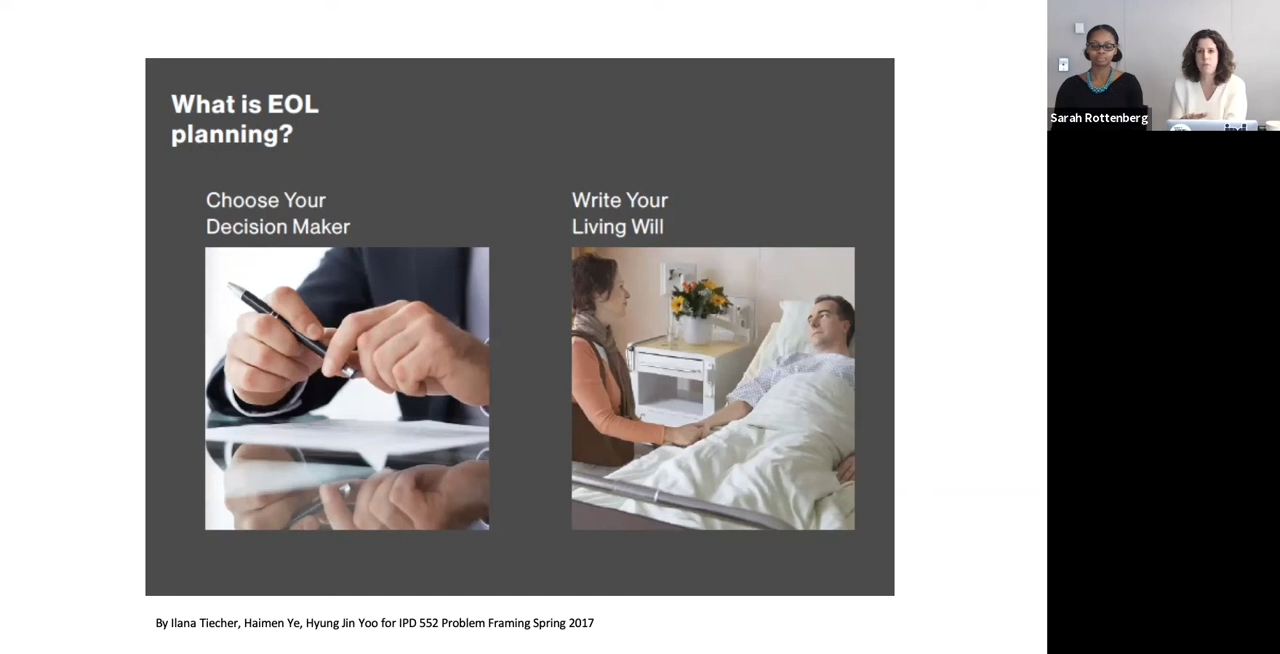 What is EOL
planning?
Choose Your
Decision Maker
Write Your
Living Will
By Ilana Tiecher, Haimen Ye, Hyung Jin Yoo for IPD 552 Problem Framing Spring 2017
Sarah Rottenberg